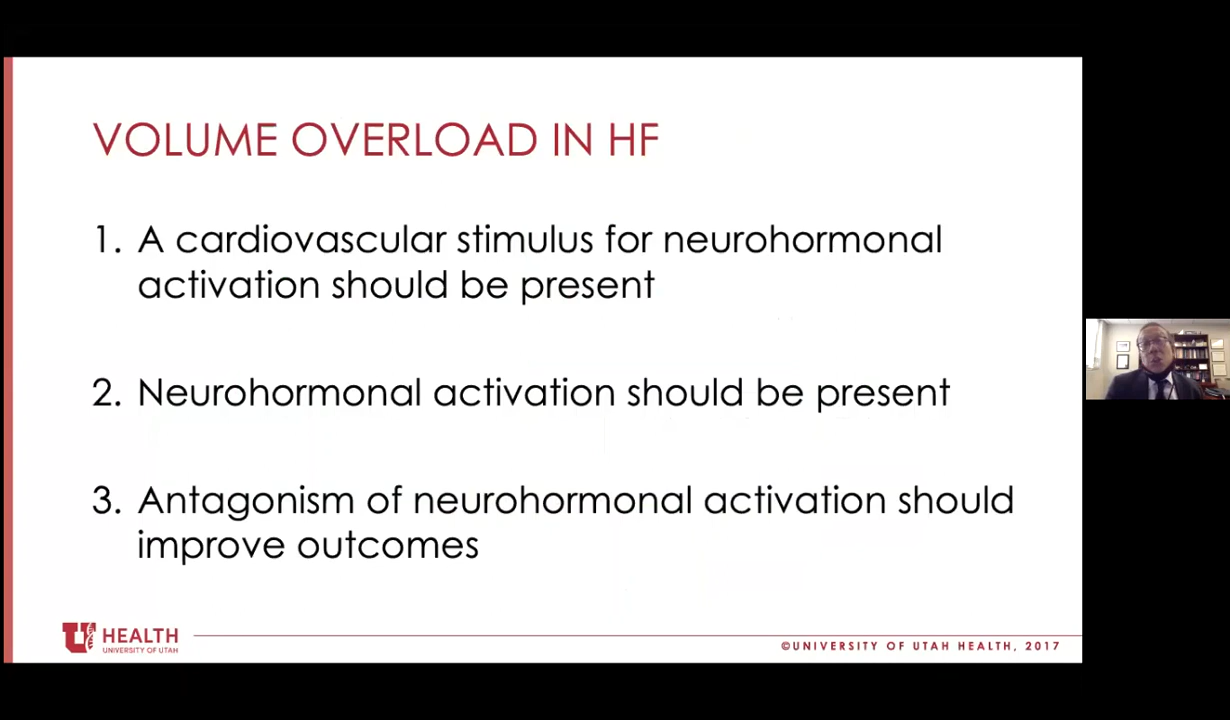 VOLUME OVERLOAD IN HF
1. A cardiovascular stimulus for neurohormonal
activation should be present
2. Neurohormonal activation should be present
3. Antagonism of neurohormonal activation should
improve outcomes
U HEALTH
UNIVERSITY OF UTAH
©UNIVERSITY OF UTAH HEALTH, 2017